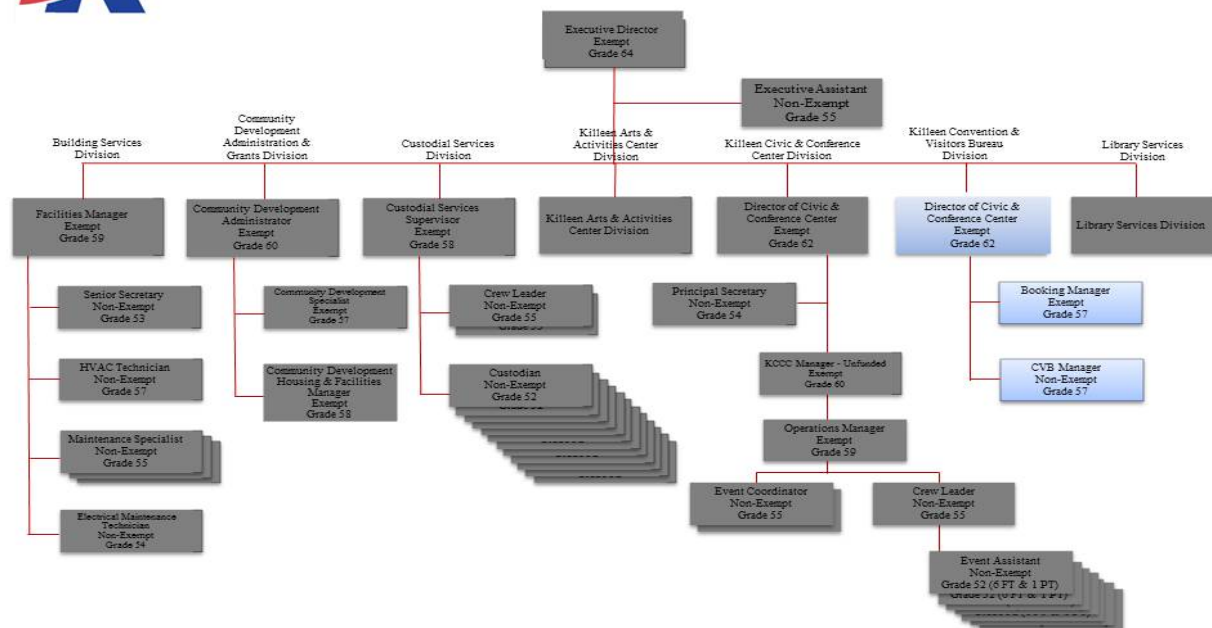 Executive Director
Exempt
Grade 64
Executive Assistant
Non-Exempt
Grade 55
Building Services
Division
Community
Development
Administration &
Grants Division
Custodial Services
Division
Killeen Arts &
Activities Center
Division
Killeen Civic & Conference
Center Division
Killeen Convention &
Visitors Bureau
Division
Library Services
Division
Facilities Manager
Exempt
Grade 59
Community Development
Administrator
Exempt
Grade 60
Custodial Services
Supervisor
Exempt
Grade 58
Killeen Arts & Activities
Center Division
Director of Civic &
Conference Center
Exempt
Grade 62
Director of Civic &
Conference Center
Exempt
Grade 62
Library Services Division
Senior Secretary
Non-Exempt
Grade 53
HVAC Technician
Non-Exempt
Grade 57
Maintenance Specialist
Non-Exempt
Grade 55
Electrical Maintenance
Technician
Non-Exempt
Grade 54
Community Development
Specialist
Exempt
Grade 57
Community Development
Housing & Facilities
Manager
Exempt
Grade 58
Crew Leader
Non-Exempt
Grade 55
Custodian
Non-Exempt
Grade 52
Principal Secretary
Non-Exempt
Grade 54
KCCC Manager - Unfunded
Exempt
Grade 60
Operations Manager
Exempt
Grade 59
Event Coordinator
Non-Exempt
Grade 55
Crew Leader
Non-Exempt
Grade 55
Event Assistant
Non-Exempt
Grade 52 (6 FT & 1 PT)
Booking Manager
Exempt
Grade 57
CVB Manager
Non-Exempt
Grade 57